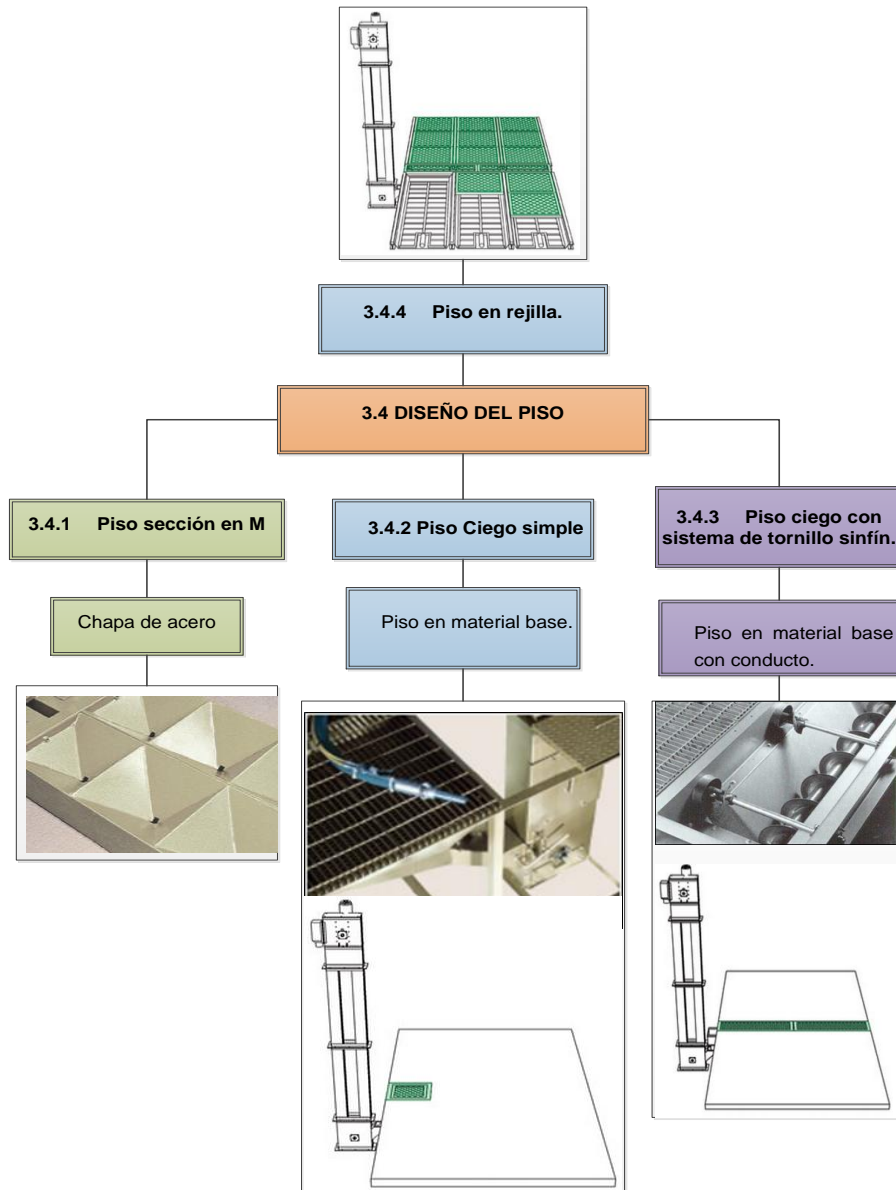 3.4.4 Piso en rejilla.
3.4 DISEÑO DEL PISO
3.4.1 Piso sección en M
3.4.2 Piso Ciego simple
3.4.3 Piso ciego con
sistema de tornillo sinfín.
Chapa de acero
Piso en material base.
Piso en material base
con conducto.